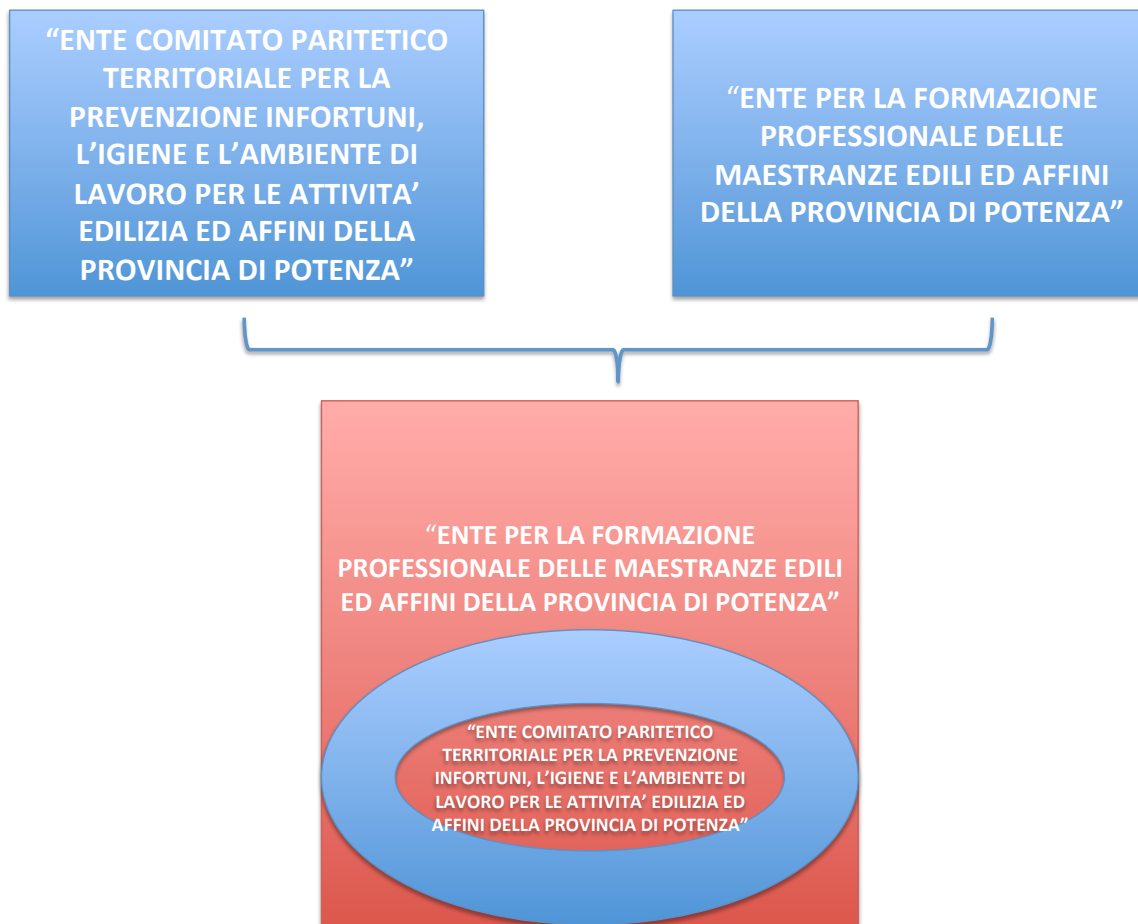 “ENTE COMITATO PARITETICO
TERRITORIALE PER LA
PREVENZIONE INFORTUNI,
L’IGIENE E L’AMBIENTE DI
LAVORO PER LE ATTIVITA’
EDILIZIA ED AFFINI DELLA
PROVINCIA DI POTENZA”
“ENTE PER LA FORMAZIONE
PROFESSIONALE DELLE
MAESTRANZE EDILI ED AFFINI
DELLA PROVINCIA DI POTENZA”
“ENTE PER LA FORMAZIONE
PROFESSIONALE DELLE MAESTRANZE EDILI
ED AFFINI DELLA PROVINCIA DI POTENZA”
“ENTE COMITATO PARITETICO
TERRITORIALE PER LA PREVENZIONE
INFORTUNI, L’IGIENE E L’AMBIENTE DI
LAVORO PER LE ATTIVITA’ EDILIZIA ED
AFFINI DELLA PROVINCIA DI POTENZA”